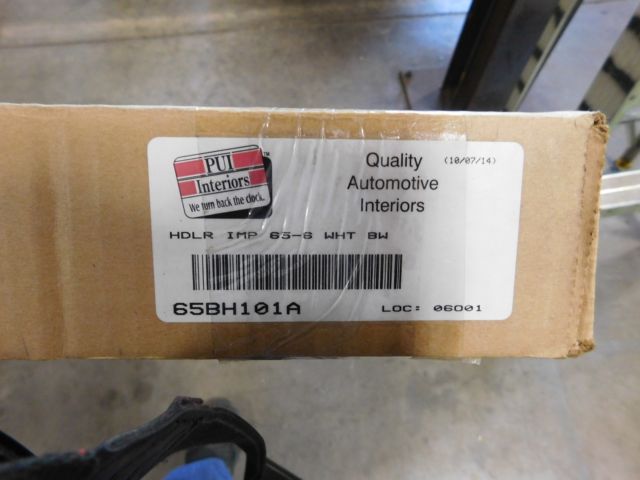 PUI
Interiors
TM
We turn back the clock.
Quality
Automotive
Interiors
(10/07/14)
HDLR IMP 65-6 WHT BW
65BH101A
LOC: 06001